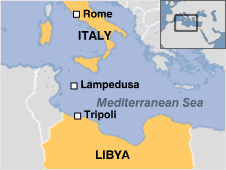 Rome
ITALY
Lampedusa
Mediterranean Sea
Tripoli
LIBYA